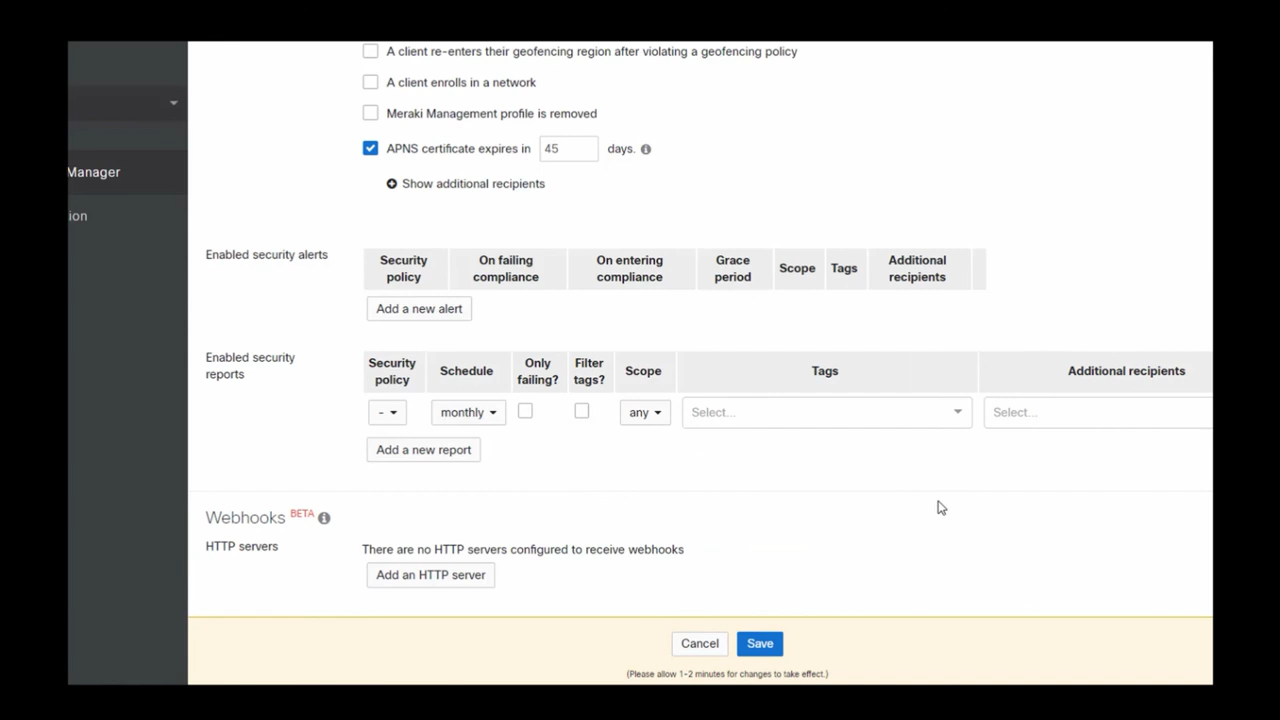 A client re-enters their geofencing region after violating a geofencing policy
A client enrolls in a network
Meraki Management profile is removed
Manager
APNS certificate expires in 45 days.
Show additional recipients
ion
Enabled security alerts
Security policy
On failing compliance
On entering compliance
Grace period
Scope
Tags
Additional recipients
Add a new alert
Enabled security reports
Security policy
Schedule
Only failing?
Filter tags?
Scope
Tags
Additional recipients
-
monthly
any
Select...
Select...
Add a new report
Webhooks BETA
HTTP servers
There are no HTTP servers configured to receive webhooks
Add an HTTP server
Cancel
Save
(Please allow 1-2 minutes for changes to take effect.)